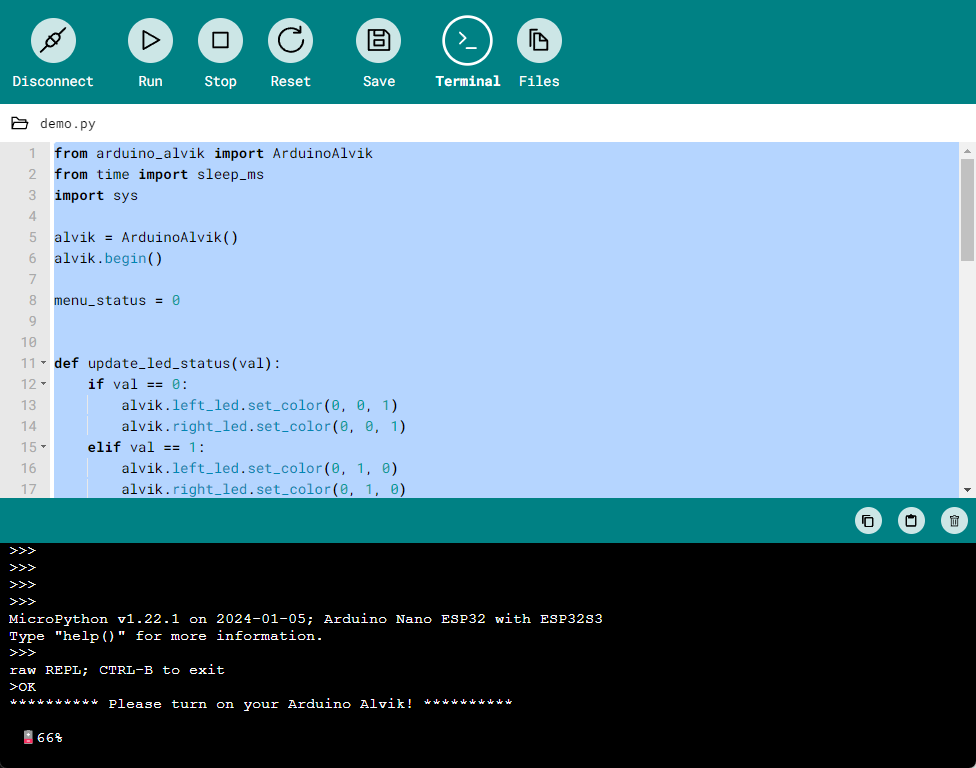 Disconnect Run Stop Reset Save Terminal Files
demo.py
1 from arduino_alvik import ArduinoAlvik
2 from time import sleep_ms
3 import sys
4
5 alvik = ArduinoAlvik()
6 alvik.begin()
7
8 menu_status = 0
9
10
11 def update_led_status(val):
12 if val == 0:
13 alvik.left_led.set_color(0, 0, 1)
14 alvik.right_led.set_color(0, 0, 1)
15 elif val == 1:
16 alvik.left_led.set_color(0, 1, 0)
17 alvik.right_led.set_color(0, 1, 0)
>>>
>>>
>>>
>>>
MicroPython v1.22.1 on 2024-01-05; Arduino Nano ESP32 with ESP32S3
Type "help()" for more information.
>>>
raw REPL; CTRL-B to exit
>OK
********** Please turn on your Arduino Alvik! **********
66%